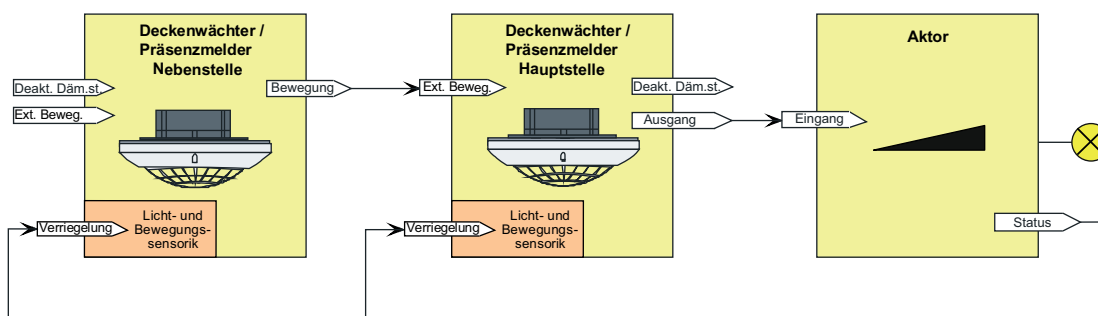 Deckenwächter /
Präsenzmelder
Nebenstelle
Deakt. Däm.st.
Ext. Beweg.
Bewegung
Verriegelung
Licht- und
Bewegungs-
sensorik
Deckenwächter /
Präsenzmelder
Hauptstelle
Ext. Beweg.
Deakt. Däm.st.
Ausgang
Verriegelung
Licht- und
Bewegungs-
sensorik
Aktor
Eingang
Status